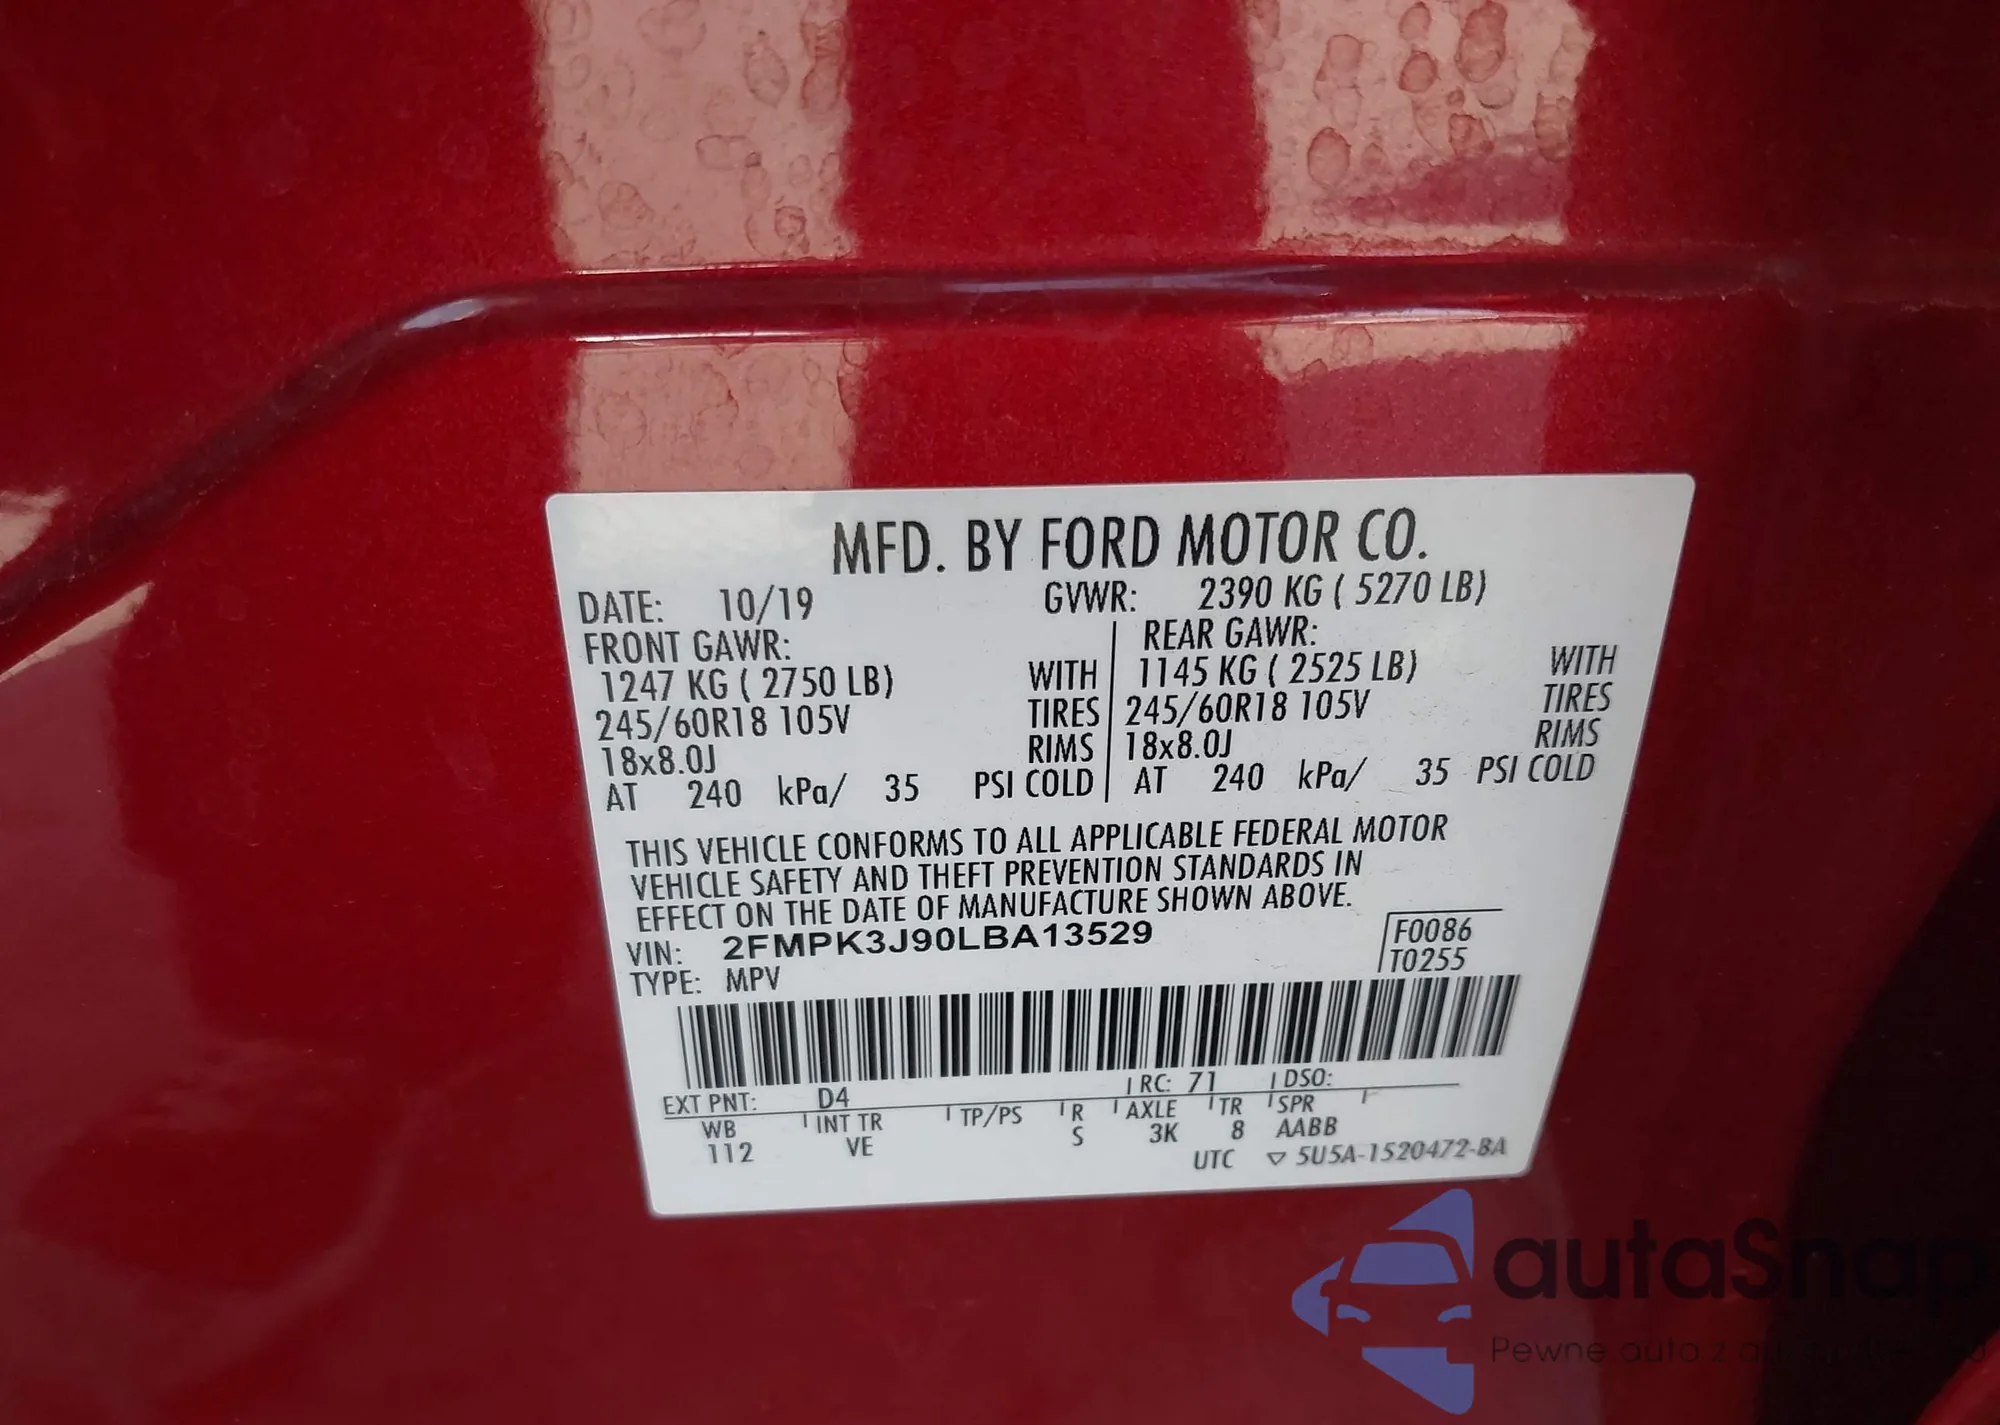 MFD. BY FORD MOTOR CO.
DATE: 10/19 GVWR: 2390 KG ( 5270 LB)
FRONT GAWR: REAR GAWR:
1247 KG ( 2750 LB) WITH 1145 KG ( 2525 LB) WITH
245/60R18 105V TIRES 245/60R18 105V TIRES
18x8.0J RIMS 18x8.0J RIMS
AT 240 kPa/ 35 PSI COLD AT 240 kPa/ 35 PSI COLD
THIS VEHICLE CONFORMS TO ALL APPLICABLE FEDERAL MOTOR
VEHICLE SAFETY AND THEFT PREVENTION STANDARDS IN
EFFECT ON THE DATE OF MANUFACTURE SHOWN ABOVE.
VIN: 2FMPK3J90LBA13529 F0086
TYPE: MPV T0255
EXT PNT: D4 RC: 71 DSO:
WB INT TR TP/PS R AXLE TR SPR
112 VE S 3K 8 AABB
UTC ▽ 5U5A-1520472-BA
autaSnap
Pewne auta z